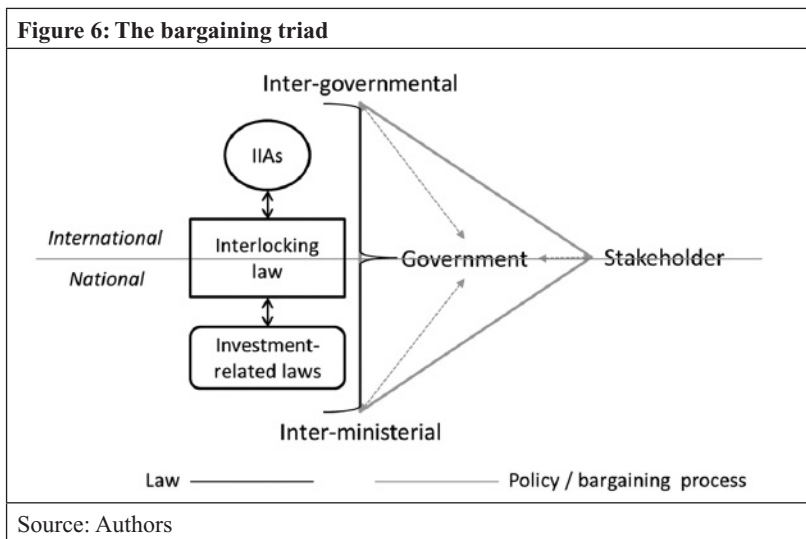 Figure 6: The bargaining triad
Inter-governmental
IIAs
International
Interlocking
law
Government
Stakeholder
National
Investment-
related laws
Inter-ministerial
Law
Policy / bargaining process
Source: Authors